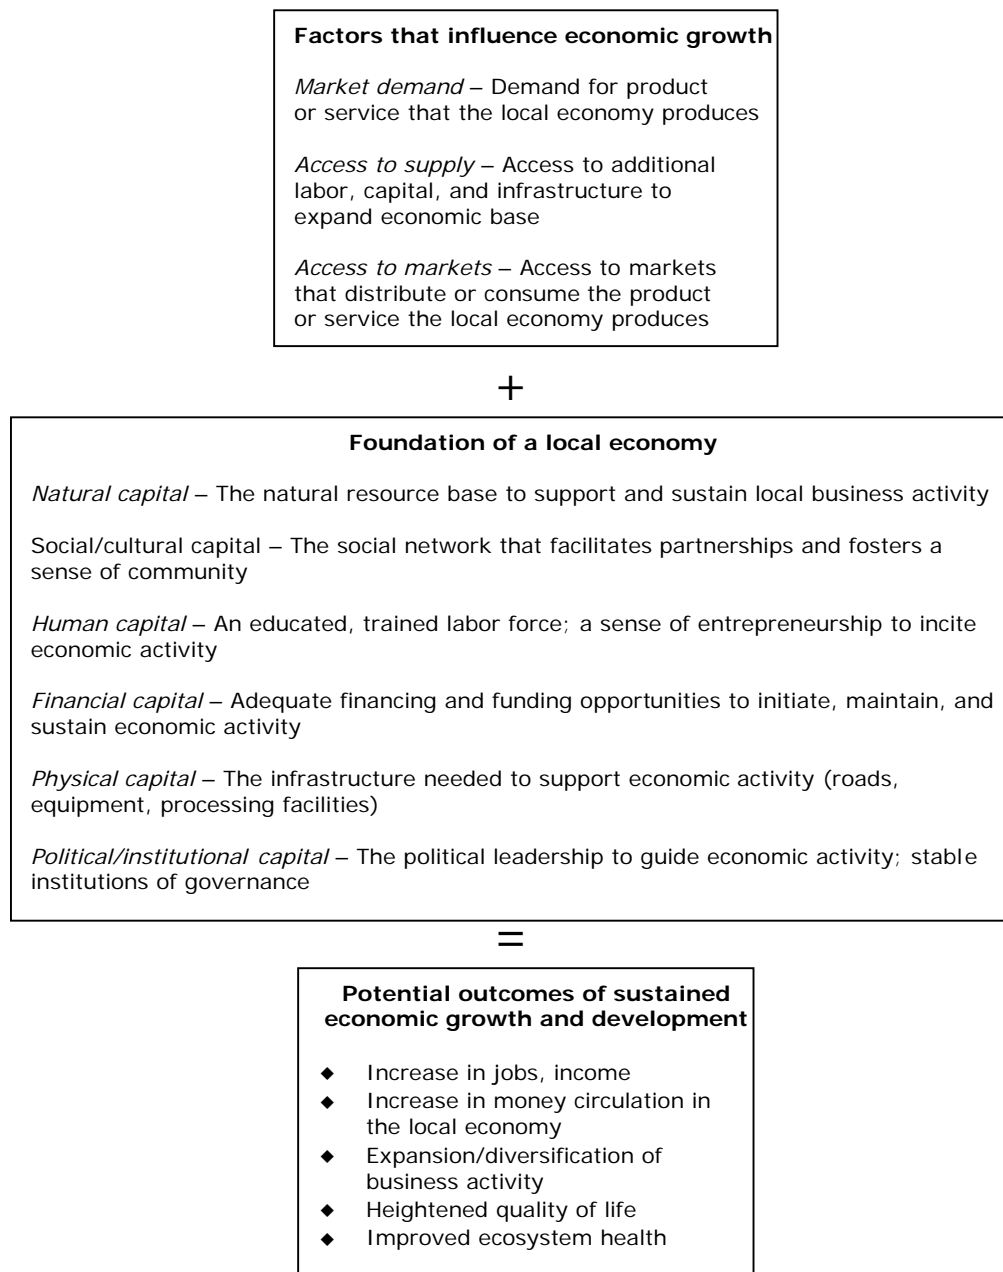 Factors that influence economic growth
Market demand – Demand for product
or service that the local economy produces
Access to supply – Access to additional
labor, capital, and infrastructure to
expand economic base
Access to markets – Access to markets
that distribute or consume the product
or service the local economy produces
+
Foundation of a local economy
Natural capital – The natural resource base to support and sustain local business activity
Social/cultural capital – The social network that facilitates partnerships and fosters a
sense of community
Human capital – An educated, trained labor force; a sense of entrepreneurship to incite
economic activity
Financial capital – Adequate financing and funding opportunities to initiate, maintain, and
sustain economic activity
Physical capital – The infrastructure needed to support economic activity (roads,
equipment, processing facilities)
Political/institutional capital – The political leadership to guide economic activity; stable
institutions of governance
=
Potential outcomes of sustained
economic growth and development
◆ Increase in jobs, income
◆ Increase in money circulation in
the local economy
◆ Expansion/diversification of
business activity
◆ Heightened quality of life
◆ Improved ecosystem health